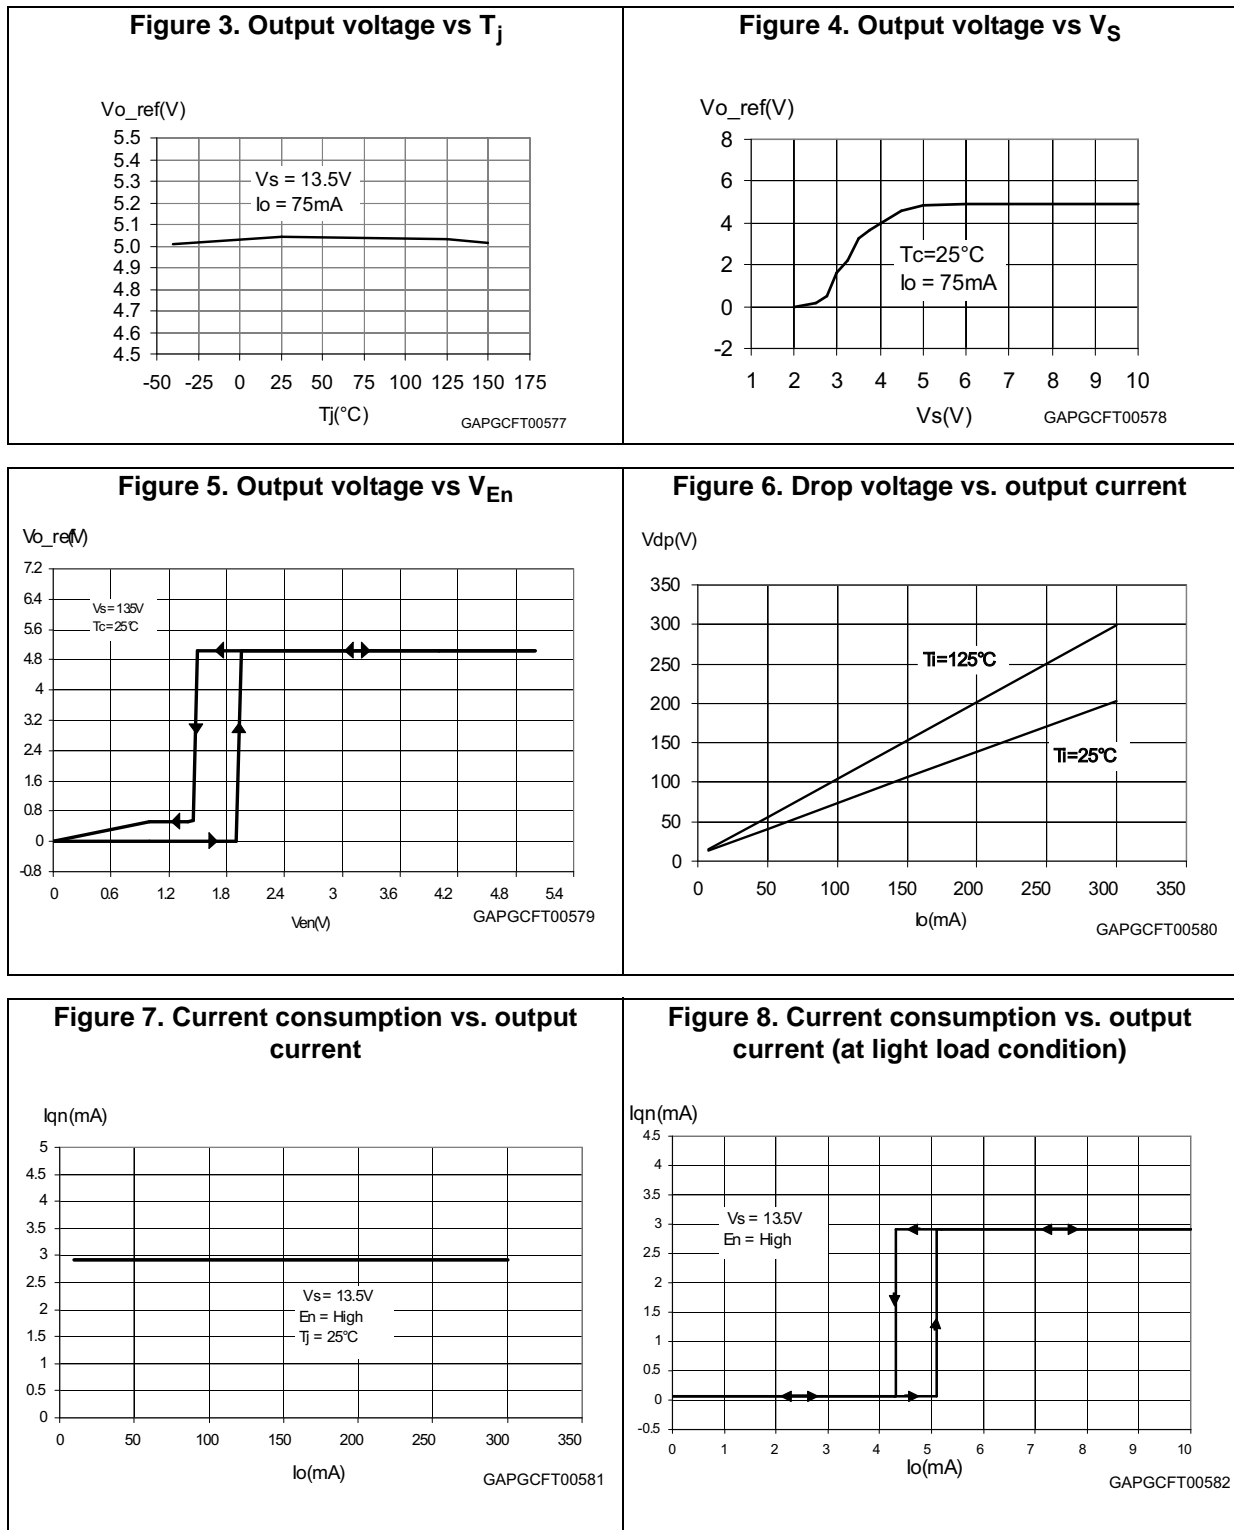 Figure 3. Output voltage vs Tj
Vo_ref(V)
5.5
5.4
5.3
5.2
5.1
5.0
4.9
4.8
4.7
4.6
4.5
Vs = 13.5V
Io = 75mA
-50 -25 0 25 50 75 100 125 150 175
Tj(°C)
GAPGCFT00577
Figure 4. Output voltage vs VS
Vo_ref(V)
8
6
4
2
0
-2
Tc=25°C
Io = 75mA
1 2 3 4 5 6 7 8 9 10
Vs(V)
GAPGCFT00578
Figure 5. Output voltage vs VEn
Vo_ref(V)
7.2
6.4
5.6
4.8
4
3.2
2.4
1.6
0.8
0
-0.8
Vs= 13.5V
Tc=25°C
0 0.6 1.2 1.8 2.4 3 3.6 4.2 4.8 5.4
Ven(V)
GAPGCFT00579
Figure 6. Drop voltage vs. output current
Vdp(V)
350
300
250
200
150
100
50
0
Ti=125°C
Ti=25°C
0 50 100 150 200 250 300 350
Io(mA)
GAPGCFT00580
Figure 7. Current consumption vs. output
current
Iqn(mA)
5
4.5
4
3.5
3
2.5
2
1.5
1
0.5
0
Vs = 13.5V
En = High
Tj = 25°C
0 50 100 150 200 250 300 350
Io(mA)
GAPGCFT00581
Figure 8. Current consumption vs. output
current (at light load condition)
Iqn(mA)
4.5
4
3.5
3
2.5
2
1.5
1
0.5
0
-0.5
Vs = 13.5V
En = High
0 1 2 3 4 5 6 7 8 9 10
Io(mA)
GAPGCFT00582